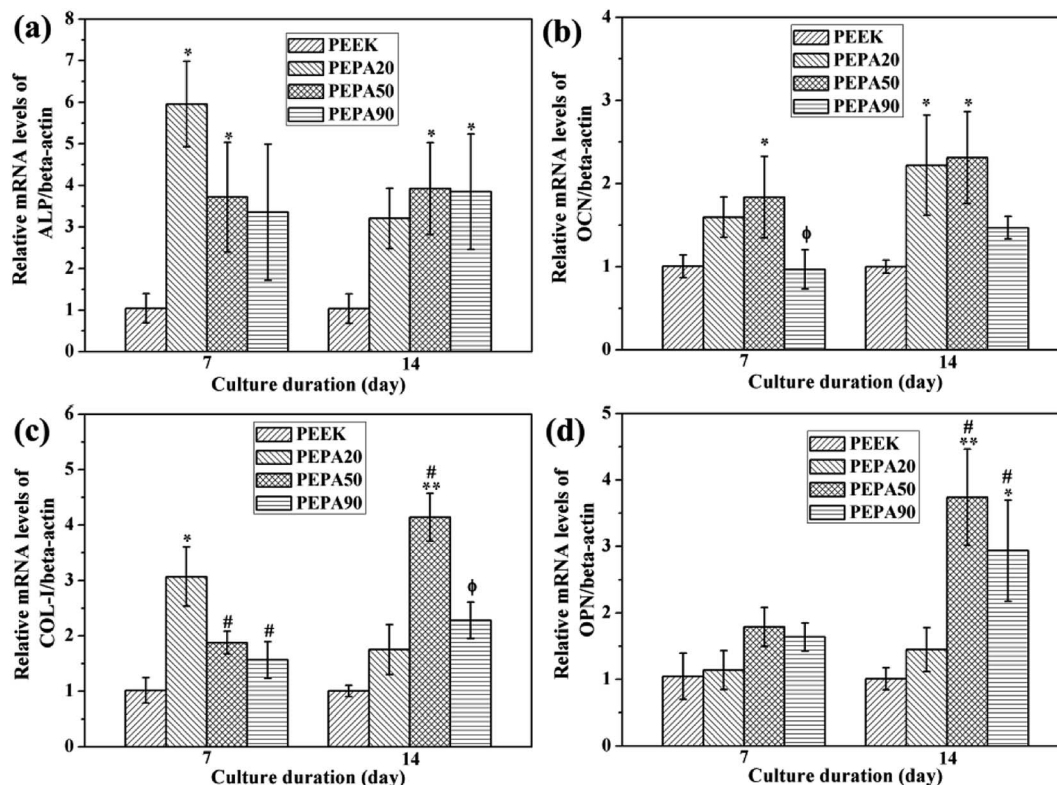 (a)
Relative mRNA levels of
ALP/beta-actin
8
7
6
5
4
3
2
1
0
PEEK
PEPA20
PEPA50
PEPA90
*
*
*
*
7
14
Culture duration (day)
(b)
Relative mRNA levels of
OCN/beta-actin
4
3
2
1
0
PEEK
PEPA20
PEPA50
PEPA90
*
ϕ
*
*
7
14
Culture duration (day)
(c)
Relative mRNA levels of
COL-I/beta-actin
6
5
4
3
2
1
0
PEEK
PEPA20
PEPA50
PEPA90
*
#
#
#
**
ϕ
7
14
Culture duration (day)
(d)
Relative mRNA levels of
OPN/beta-actin
5
4
3
2
1
0
PEEK
PEPA20
PEPA50
PEPA90
#
**
#
*
7
14
Culture duration (day)